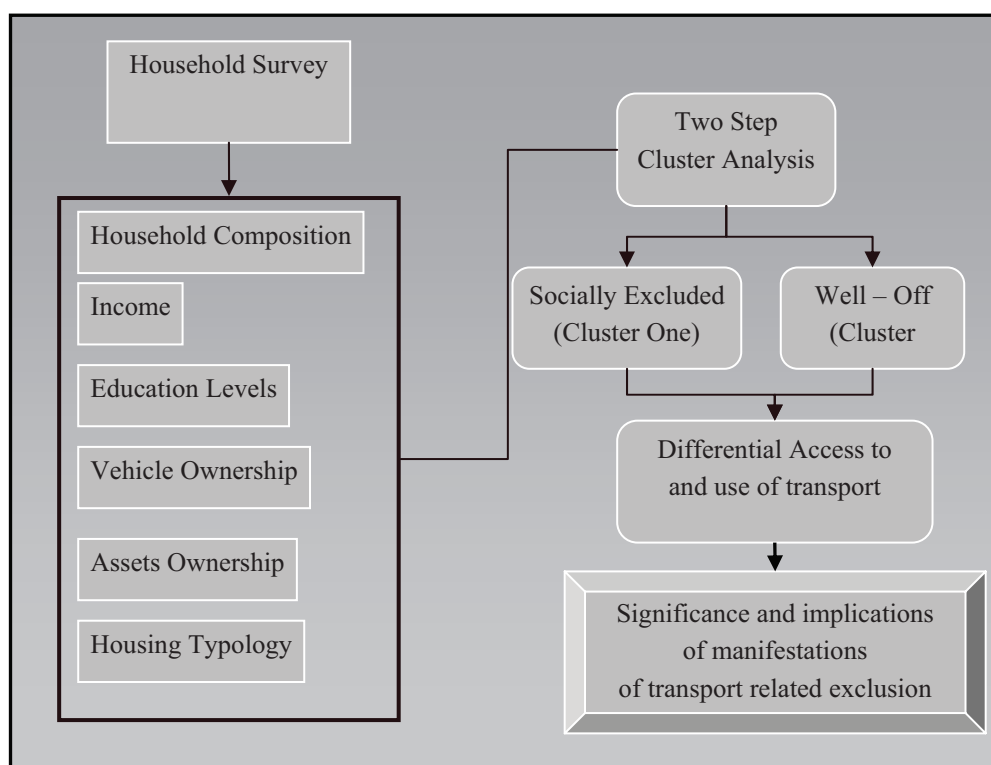 Household Survey
Household Composition
Income
Education Levels
Vehicle Ownership
Assets Ownership
Housing Typology
Two Step
Cluster Analysis
Socially Excluded
(Cluster One)
Well – Off
(Cluster
Differential Access to
and use of transport
Significance and implications
of manifestations
of transport related exclusion